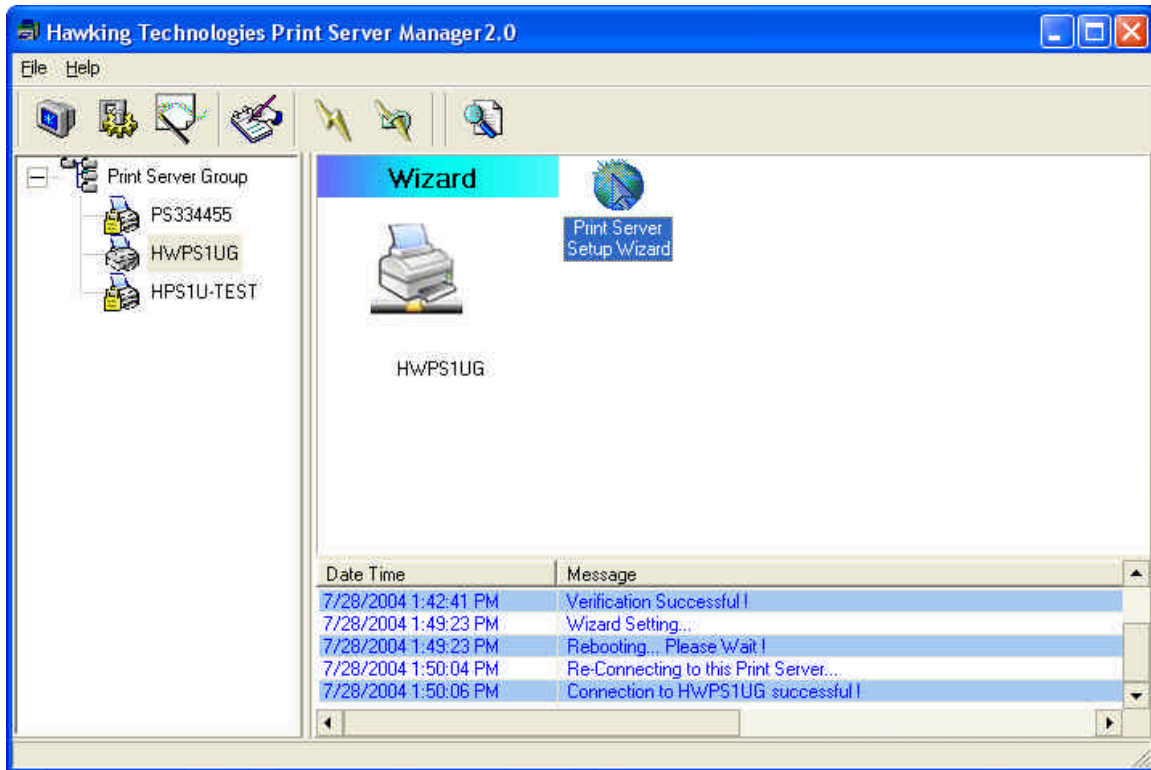 Hawking Technologies Print Server Manager2.0
File Help
Print Server Group
PS334455
HWPS1UG
HPS1U-TEST
Wizard
Print Server
Setup Wizard
HWPS1UG
Date Time Message
7/28/2004 1:42:41 PM Verification Successful !
7/28/2004 1:49:23 PM Wizard Setting...
7/28/2004 1:49:23 PM Rebooting... Please Wait !
7/28/2004 1:50:04 PM Re-Connecting to this Print Server...
7/28/2004 1:50:06 PM Connection to HWPS1UG successful !